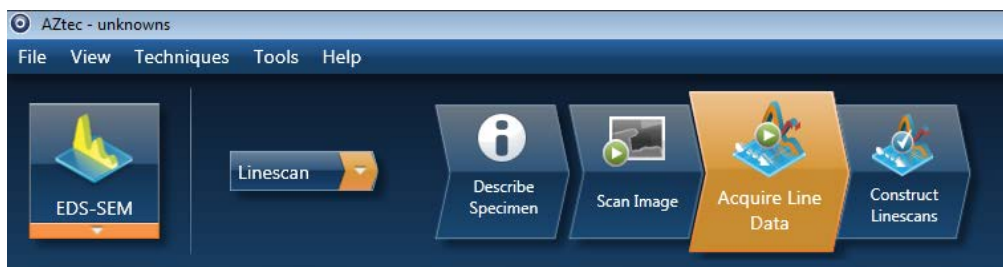 AZtec - unknowns
File View Techniques Tools Help
EDS-SEM
Linescan
Describe
Specimen
Scan Image
Acquire Line
Data
Construct
Linescans